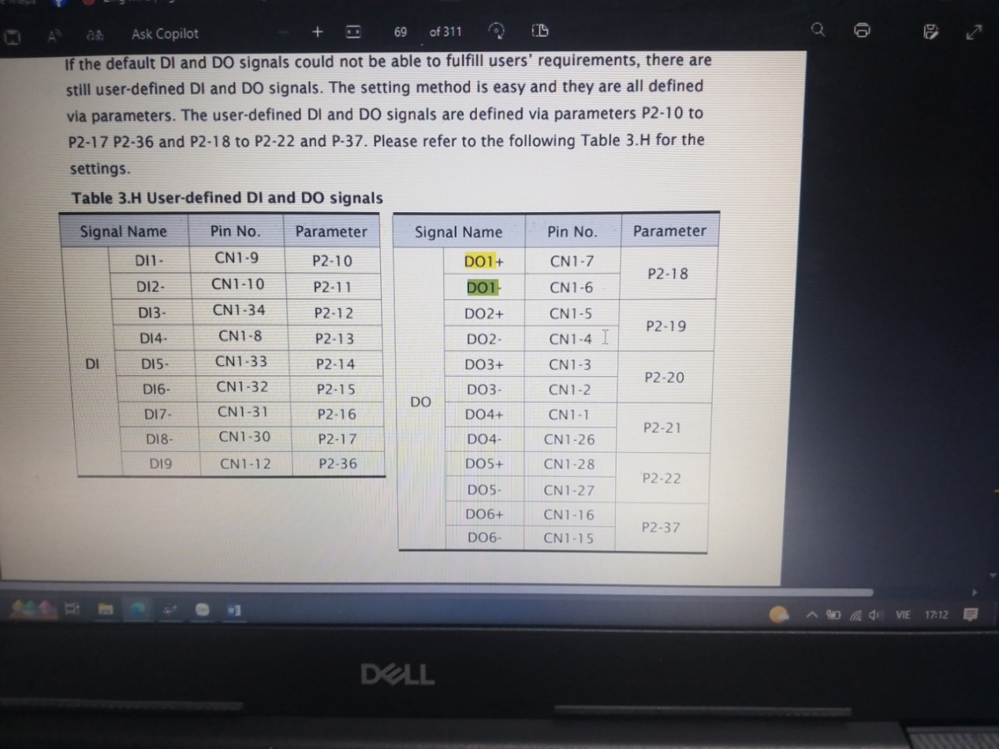 Ask Copilot
69 of 311
If the default DI and DO signals could not be able to fulfill users' requirements, there are
still user-defined DI and DO signals. The setting method is easy and they are all defined
via parameters. The user-defined DI and DO signals are defined via parameters P2-10 to
P2-17 P2-36 and P2-18 to P2-22 and P-37. Please refer to the following Table 3.H for the
settings.
Table 3.H User-defined DI and DO signals
Signal Name Pin No. Parameter
DI
DI1- CN1-9 P2-10
DI2- CN1-10 P2-11
DI3- CN1-34 P2-12
DI4- CN1-8 P2-13
DI5- CN1-33 P2-14
DI6- CN1-32 P2-15
DI7- CN1-31 P2-16
DI8- CN1-30 P2-17
DI9 CN1-12 P2-36
Signal Name Pin No. Parameter
DO
DO1+ CN1-7 P2-18
DO1- CN1-6
DO2+ CN1-5 P2-19
DO2- CN1-4
DO3+ CN1-3 P2-20
DO3- CN1-2
DO4+ CN1-1 P2-21
DO4- CN1-26
DO5+ CN1-28 P2-22
DO5- CN1-27
DO6+ CN1-16 P2-37
DO6- CN1-15
VIE 17:12
DELL